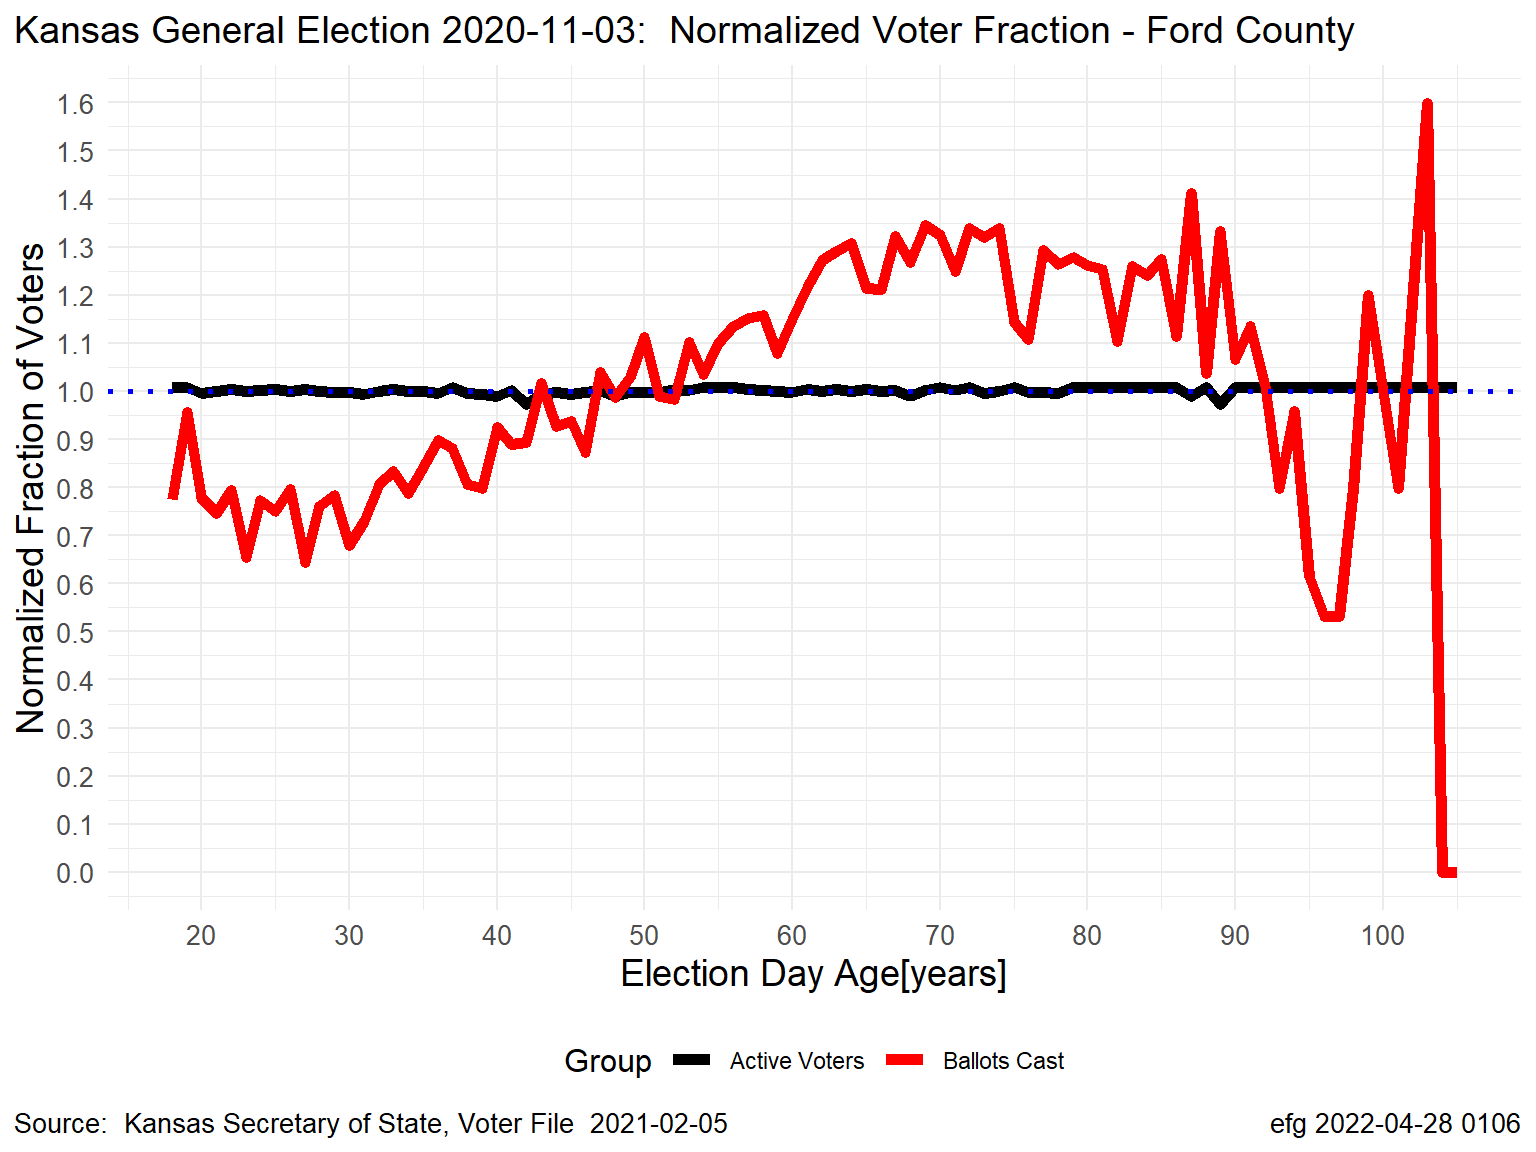 Kansas General Election 2020-11-03:  Normalized Voter Fraction - Ford County
Normalized Fraction of Voters
1.6
1.5
1.4
1.3
1.2
1.1
1.0
0.9
0.8
0.7
0.6
0.5
0.4
0.3
0.2
0.1
0.0
20 30 40 50 60 70 80 90 100
Election Day Age[years]
Group Active Voters Ballots Cast
Source:  Kansas Secretary of State, Voter File  2021-02-05 efg 2022-04-28 0106